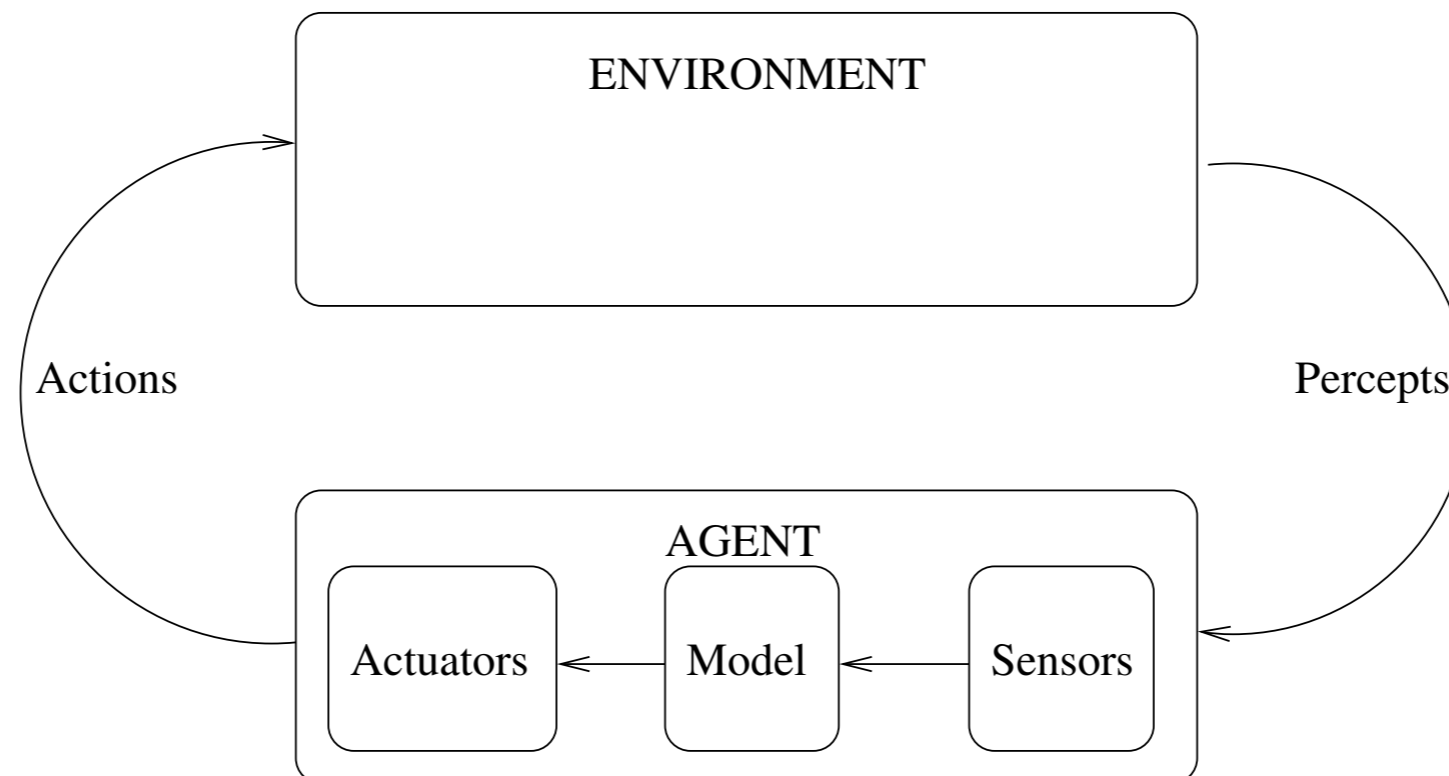 ENVIRONMENT
Actions
Percepts
AGENT
Actuators
Model
Sensors